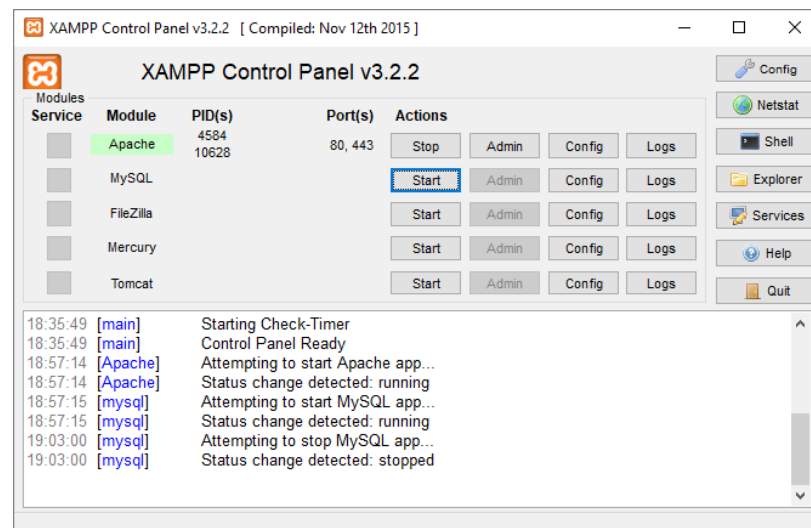 XAMPP Control Panel v3.2.2 [ Compiled: Nov 12th 2015 ]
XAMPP Control Panel v3.2.2
Config
Netstat
Shell
Explorer
Services
Help
Quit
Modules
Service Module PID(s) Port(s) Actions
Apache 4584 80, 443 Stop Admin Config Logs
10628
MySQL Start Admin Config Logs
FileZilla Start Admin Config Logs
Mercury Start Admin Config Logs
Tomcat Start Admin Config Logs
18:35:49 [main] Starting Check-Timer
18:35:49 [main] Control Panel Ready
18:57:14 [Apache] Attempting to start Apache app...
18:57:14 [Apache] Status change detected: running
18:57:15 [mysql] Attempting to start MySQL app...
18:57:15 [mysql] Status change detected: running
19:03:00 [mysql] Attempting to stop MySQL app...
19:03:00 [mysql] Status change detected: stopped